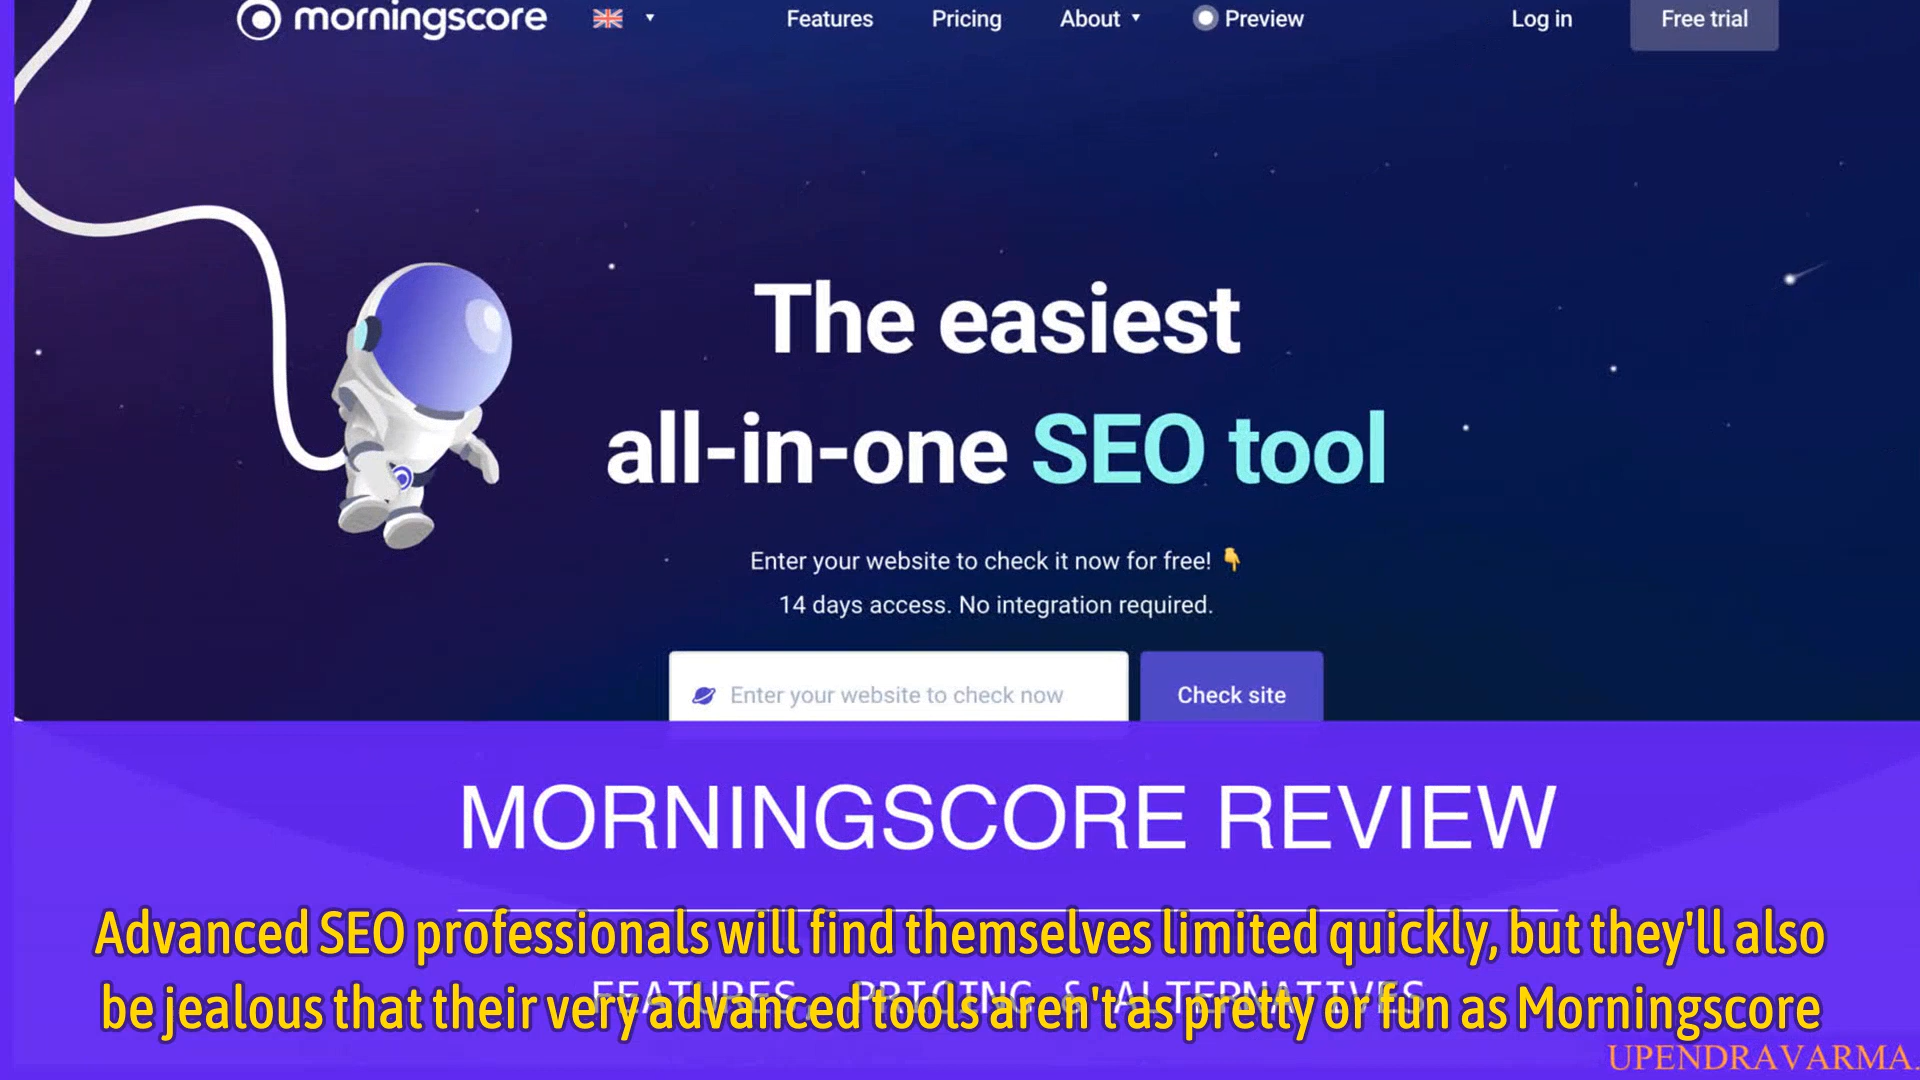 morningscore
Features Pricing About Preview Log in Free trial
The easiest
all-in-one SEO tool
Enter your website to check it now for free!
14 days access. No integration required.
Enter your website to check now Check site
MORNINGSCORE REVIEW
Advanced SEO professionals will find themselves limited quickly, but they'll also
FEATURES, PRICING & ALTERNATIVES
be jealous that their very advanced tools aren't as pretty or fun as Morningscore
UPENDRAVARMA.